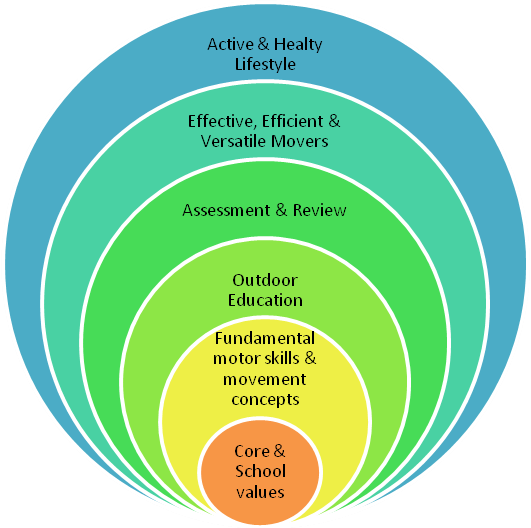 Active & Healty
Lifestyle
Effective, Efficient &
Versatile Movers
Assessment & Review
Outdoor
Education
Fundamental
motor skills &
movement
concepts
Core &
School
values